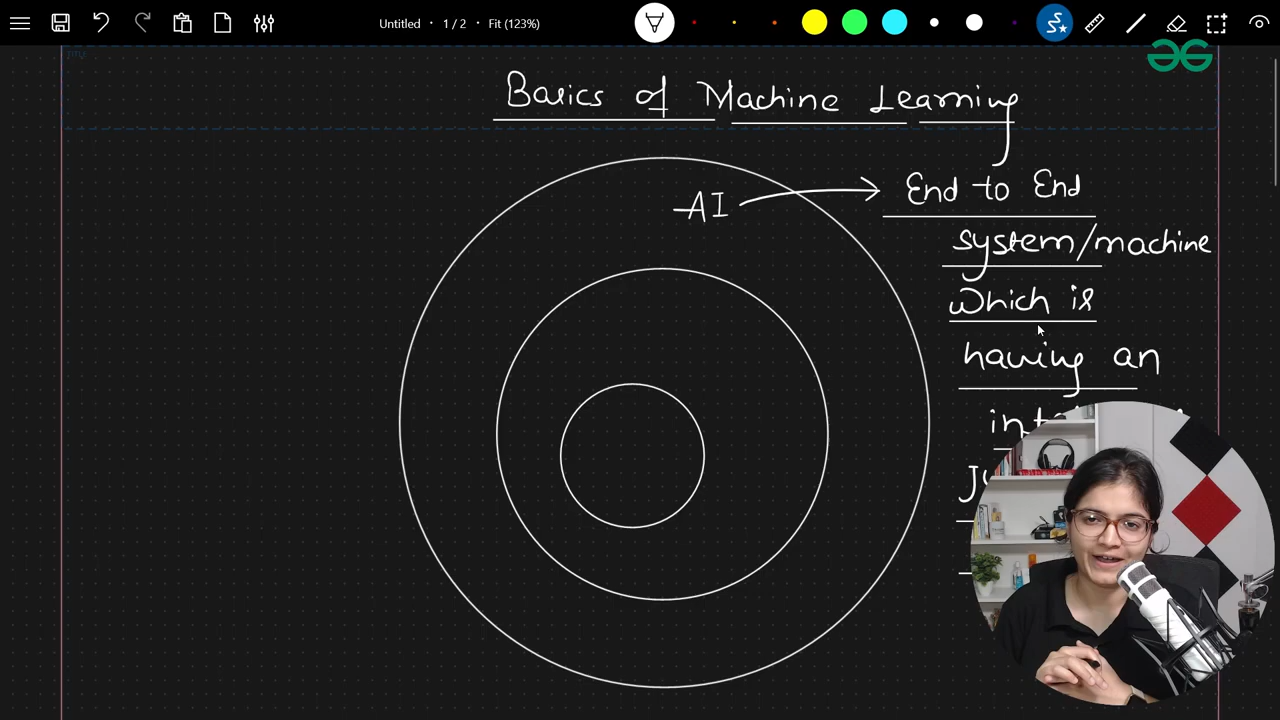 Untitled • 1 / 2 • Fit (123%)
TITLE
Basics of Machine Learning
AI
End to End
system/machine
which is
having an